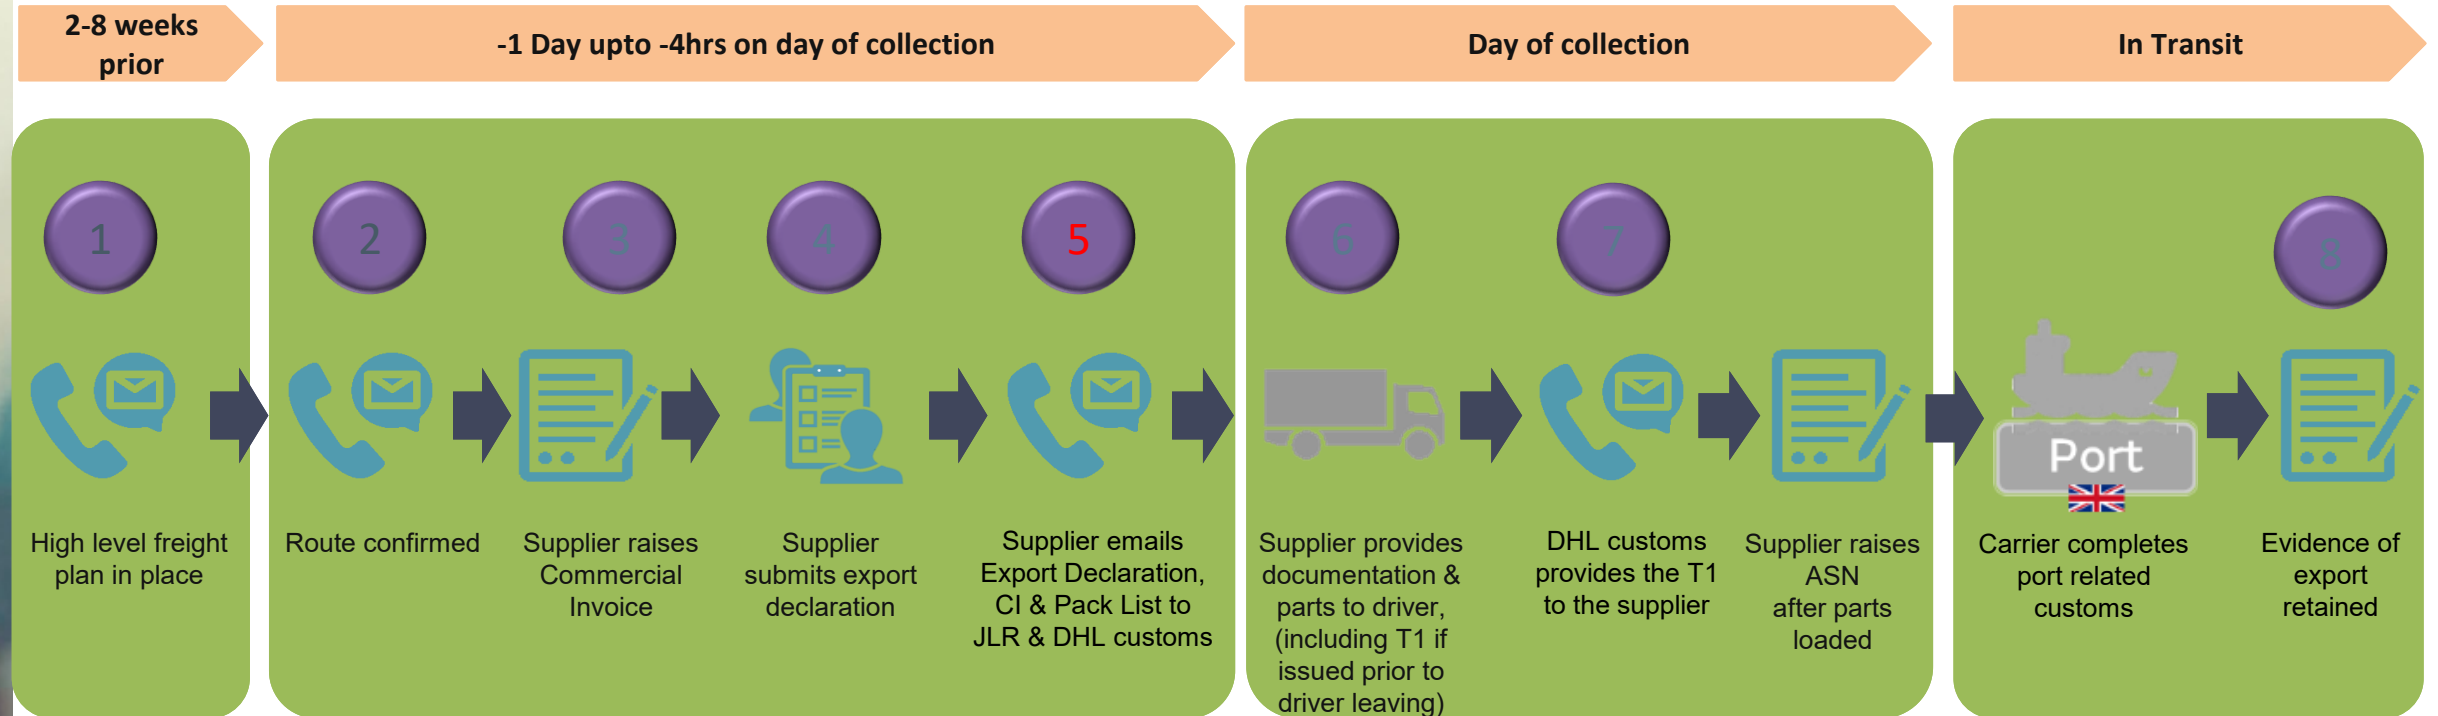 2-8 weeks
prior
-1 Day upto -4hrs on day of collection
Day of collection
In Transit
1
2
3
4
5
6
7
8
High level freight
plan in place
Route confirmed
Supplier raises
Commercial
Invoice
Supplier
submits export
declaration
Supplier emails
Export Declaration,
CI & Pack List to
JLR & DHL customs
Supplier provides
documentation &
parts to driver,
(including T1 if
issued prior to
driver leaving)
DHL customs
provides the T1
to the supplier
Supplier raises
ASN
after parts
loaded
Port
Carrier completes
port related
customs
Evidence of
export
retained